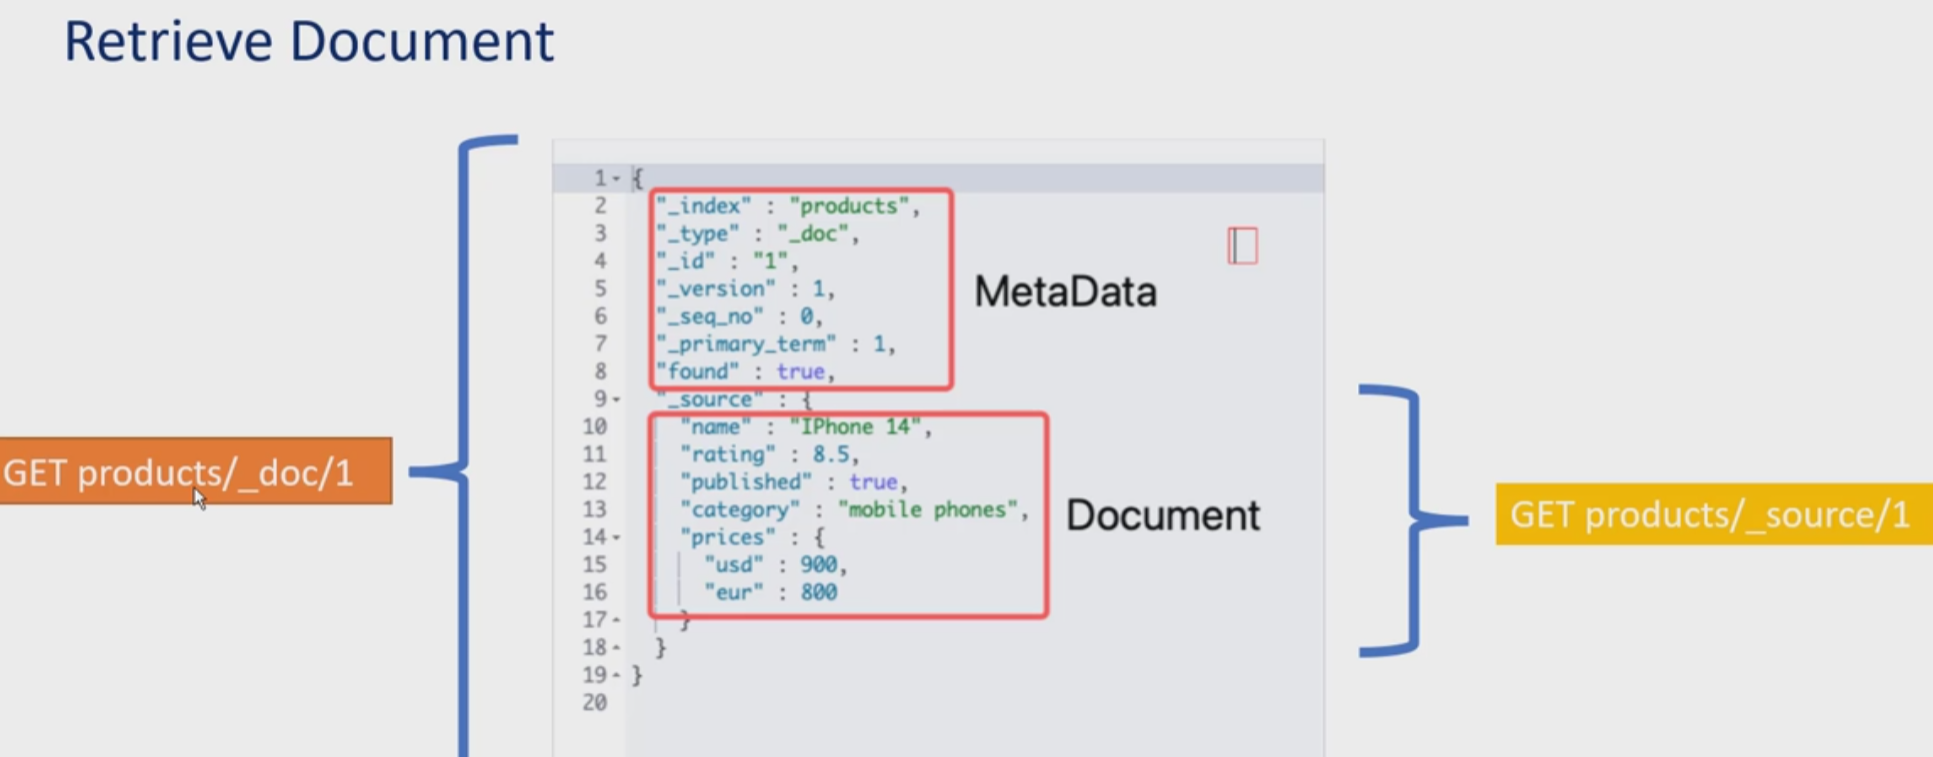 Retrieve Document
GET products/_doc/1
1 {
2 "_index" : "products",
3 "_type" : "_doc",
4 "_id" : "1",
5 "_version" : 1,
6 "_seq_no" : 0,
7 "_primary_term" : 1,
8 "found" : true,
9 "_source" : {
10 "name" : "IPhone 14",
11 "rating" : 8.5,
12 "published" : true,
13 "category" : "mobile phones",
14 "prices" : {
15 "usd" : 900,
16 "eur" : 800
17 }
18 }
19 }
20
MetaData
Document
GET products/_source/1